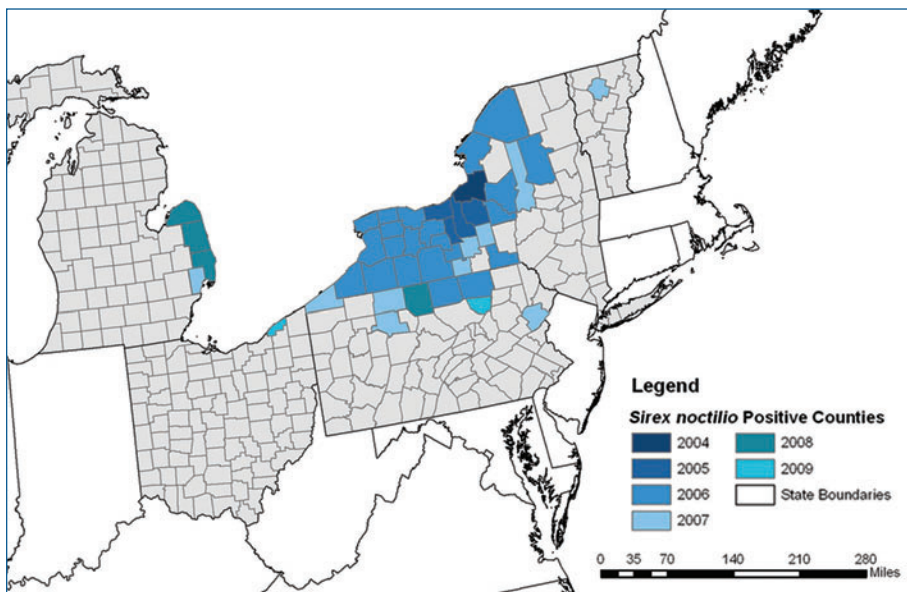 Legend
Sirex noctilio Positive Counties
2004
2005
2006
2007
2008
2009
State Boundaries
0 35 70 140 210 280
Miles